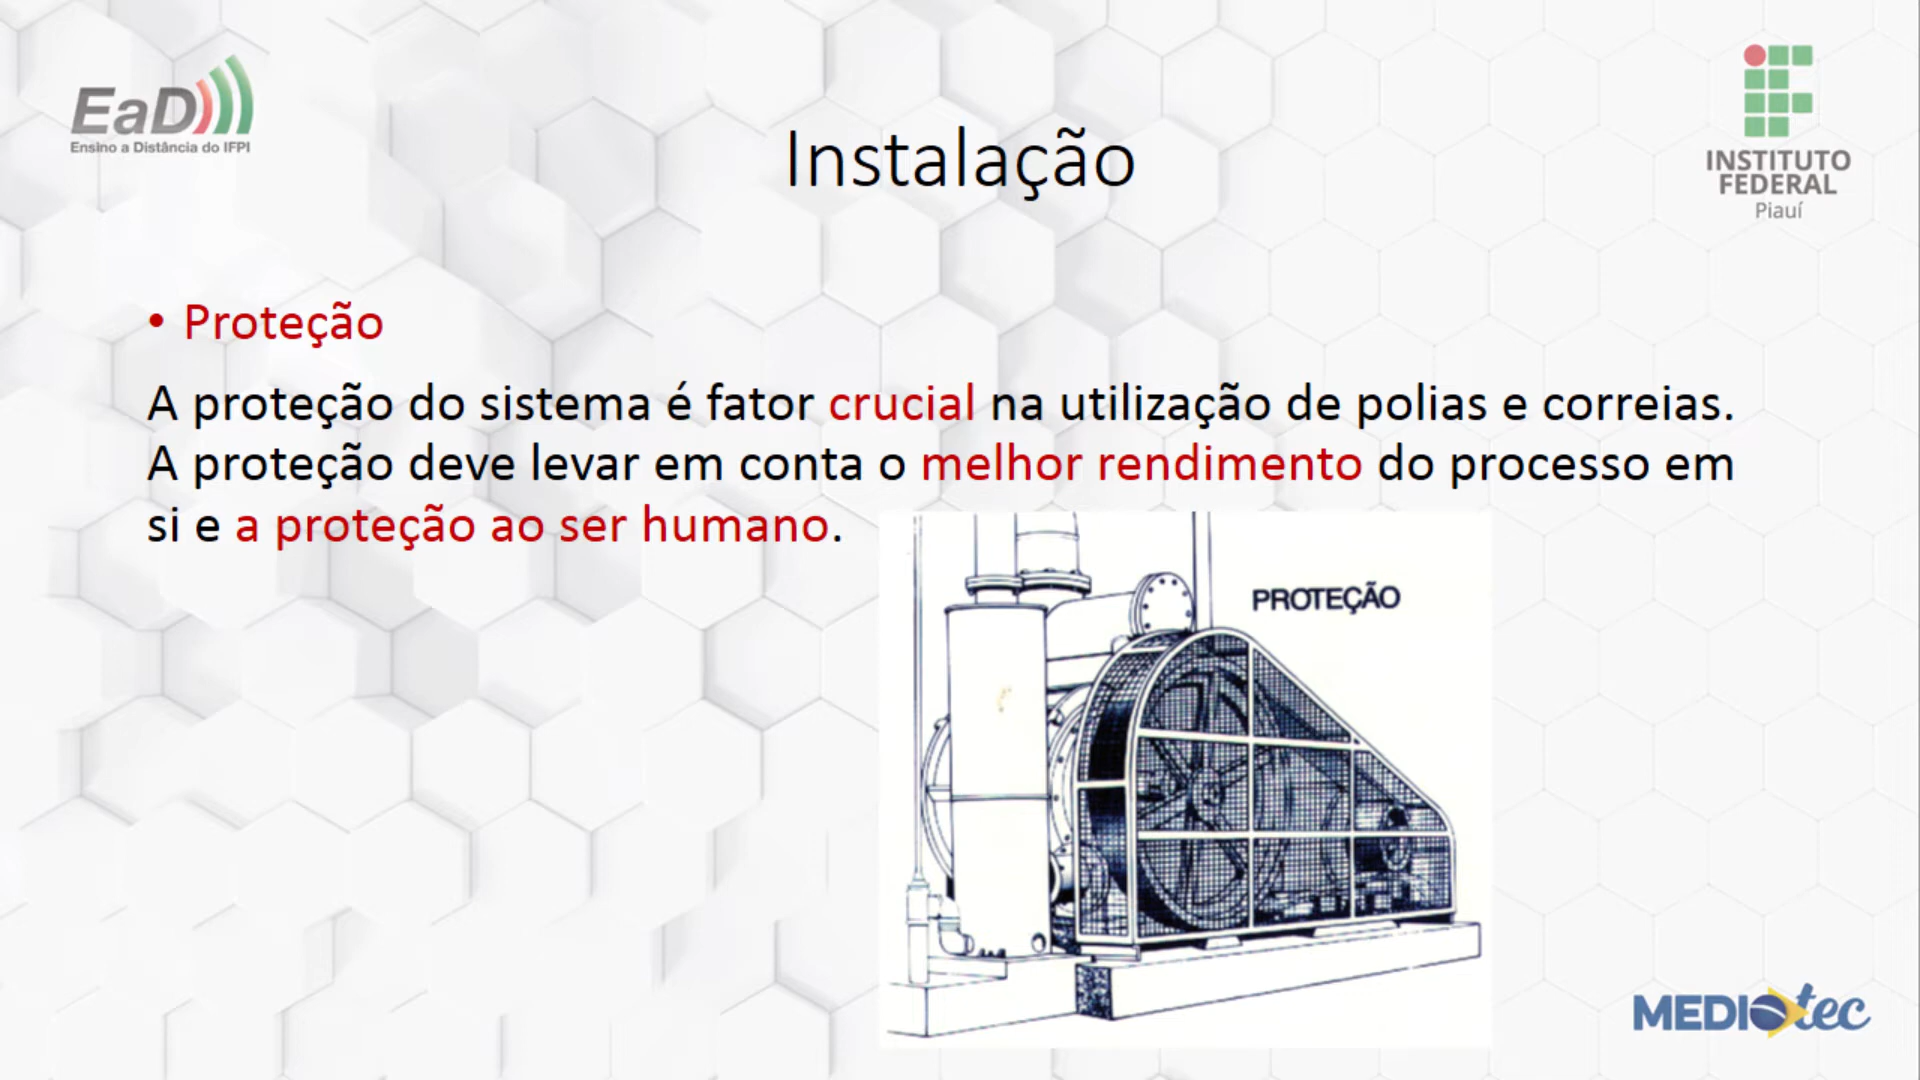 EaD
Ensino a Distância do IFPI
INSTITUTO
FEDERAL
Piauí
Instalação
• Proteção
A proteção do sistema é fator crucial na utilização de polias e correias.
A proteção deve levar em conta o melhor rendimento do processo em
si e a proteção ao ser humano.
PROTEÇÃO
MEDIOtec